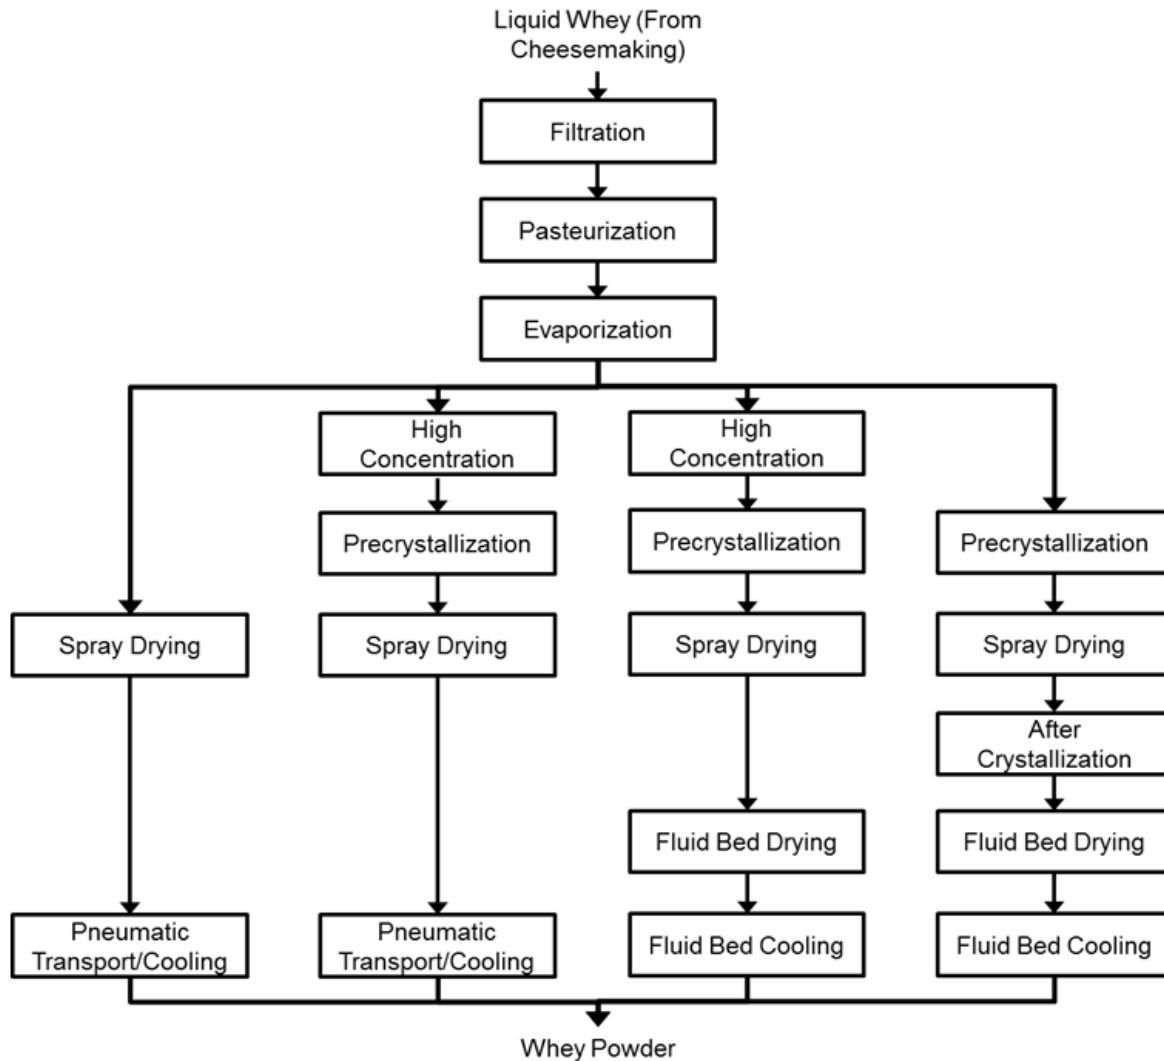 Liquid Whey (From
Cheesemaking)
Filtration
Pasteurization
Evaporization
High
Concentration
High
Concentration
Precrystallization
Precrystallization
Precrystallization
Spray Drying
Spray Drying
Spray Drying
Spray Drying
After
Crystallization
Fluid Bed Drying
Fluid Bed Drying
Pneumatic
Transport/Cooling
Pneumatic
Transport/Cooling
Fluid Bed Cooling
Fluid Bed Cooling
Whey Powder